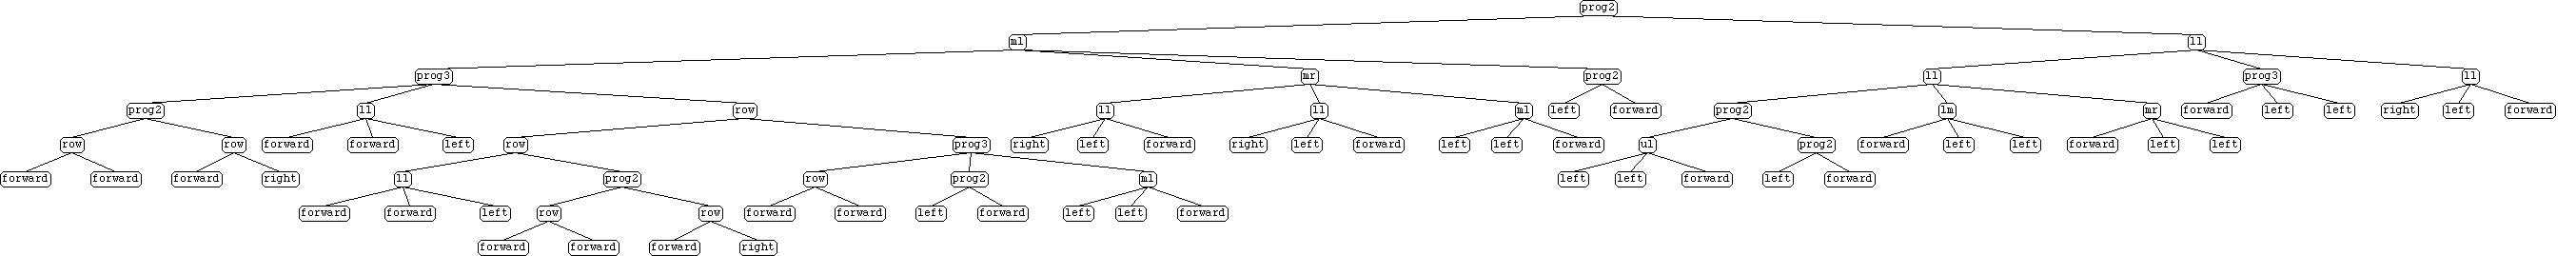 prog2
ml ll
prog3 mr prog2 ll prog3 ll
prog2 ll row ll ll ml left forward prog2 lm mr forward left left right left forward
row row forward forward left row prog3 right left forward right left forward left left forward ul prog2 forward left left forward left left
forward forward forward right ll prog2 row prog2 ml left left forward left forward
forward forward left row row forward forward left forward left left forward
forward forward forward right